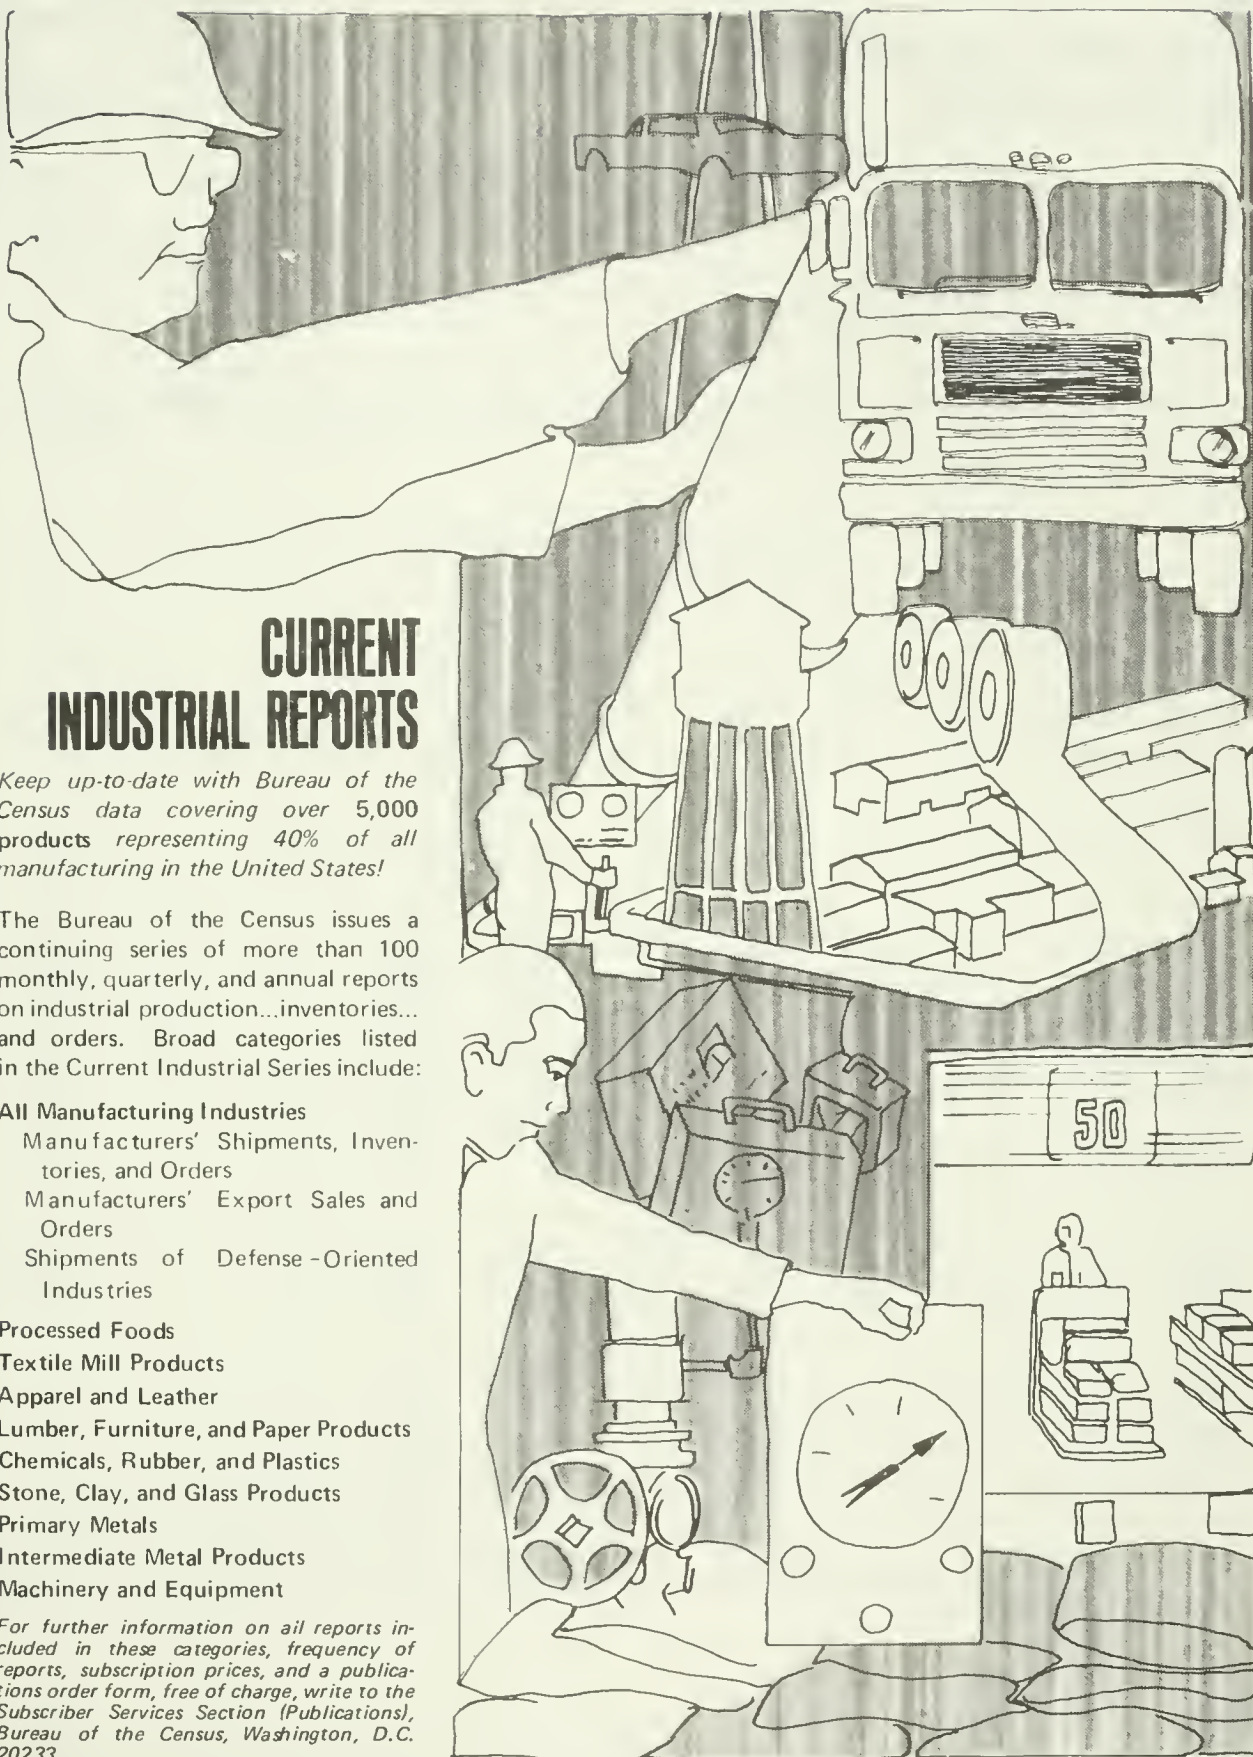 CURRENT
INDUSTRIAL REPORTS
Keep up-to-date with Bureau of the
Census data covering over 5,000
products representing 40% of all
manufacturing in the United States!
The Bureau of the Census issues a
continuing series of more than 100
monthly, quarterly, and annual reports
on industrial production...inventories...
and orders. Broad categories listed
in the Current Industrial Series include:
All Manufacturing Industries
Manufacturers' Shipments, Inven-
tories, and Orders
Manufacturers' Export Sales and
Orders
Shipments of Defense-Oriented
Industries
Processed Foods
Textile Mill Products
Apparel and Leather
Lumber, Furniture, and Paper Products
Chemicals, Rubber, and Plastics
Stone, Clay, and Glass Products
Primary Metals
Intermediate Metal Products
Machinery and Equipment
For further information on all reports in-
cluded in these categories, frequency of
reports, subscription prices, and a publica-
tions order form, free of charge, write to the
Subscriber Services Section (Publications),
Bureau of the Census, Washington, D.C.
20233
50